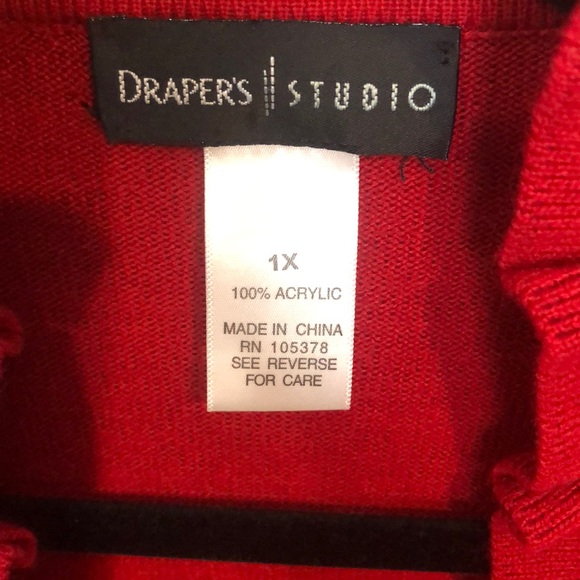 DRAPER'S STUDIO
1X
100% ACRYLIC
MADE IN CHINA
RN 105378
SEE REVERSE
FOR CARE